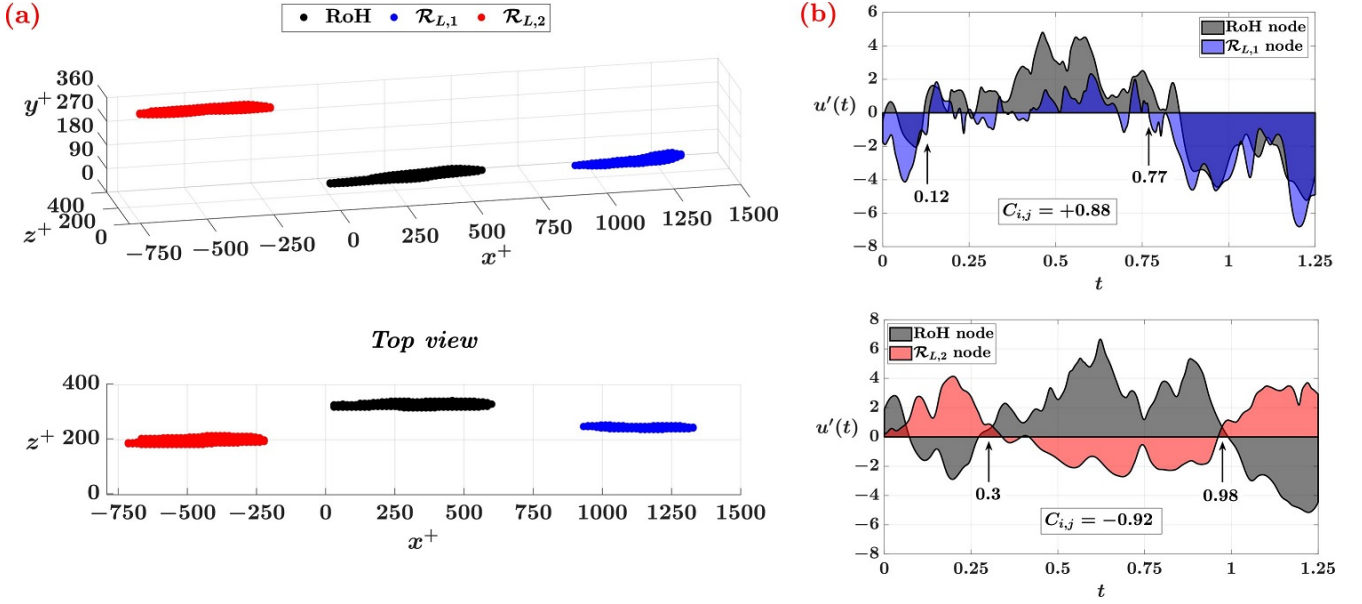 (a)
RoH R_{L,1} R_{L,2}
y^+
360
270
180
90
0
400
200
0
z^+
−750 −500 −250 0 250 500 750 1000 1250 1500
x^+
Top view
400
z^+ 200
0
−750 −500 −250 0 250 500 750 1000 1250 1500
x^+
(b)
6
4
2
u′(t) 0
−2
−4
−6
−8
RoH node
R_{L,1} node
0.12
0.77
C_{i,j} = +0.88
0 0.25 0.5 0.75 1 1.25
t
8
6
4
2
u′(t) 0
−2
−4
−6
−8
RoH node
R_{L,2} node
0.3
0.98
C_{i,j} = −0.92
0 0.25 0.5 0.75 1 1.25
t